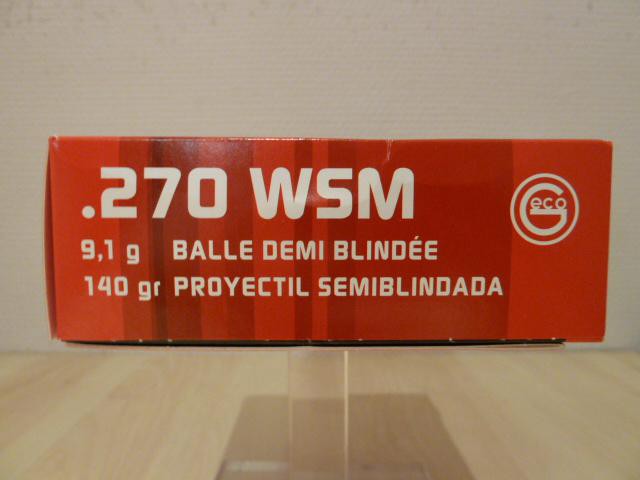 .270 WSM
Geco
9,1 g BALLE DEMI BLINDÉE
140 gr PROYECTIL SEMIBLINDADA